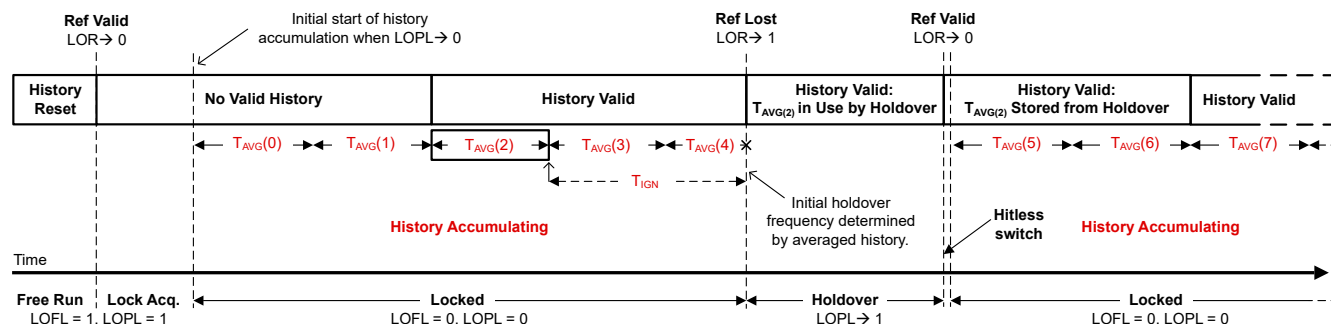 Ref Valid
LOR→ 0
Initial start of history
accumulation when LOPL→ 0
Ref Lost
LOR→ 1
Ref Valid
LOR→ 0
History
Reset
No Valid History
History Valid
History Valid:
TAVG(2) in Use by Holdover
History Valid:
TAVG(2) Stored from Holdover
History Valid
TAVG(0)
TAVG(1)
TAVG(2)
TAVG(3)
TAVG(4)
TAVG(5)
TAVG(6)
TAVG(7)
TIGN
Initial holdover
frequency determined
by averaged history.
History Accumulating
Hitless
switch
History Accumulating
Time
Free Run
Lock Acq.
Locked
Holdover
Locked
LOFL = 1, LOPL = 1
LOFL = 0, LOPL = 0
LOPL→ 1
LOFL = 0, LOPL = 0